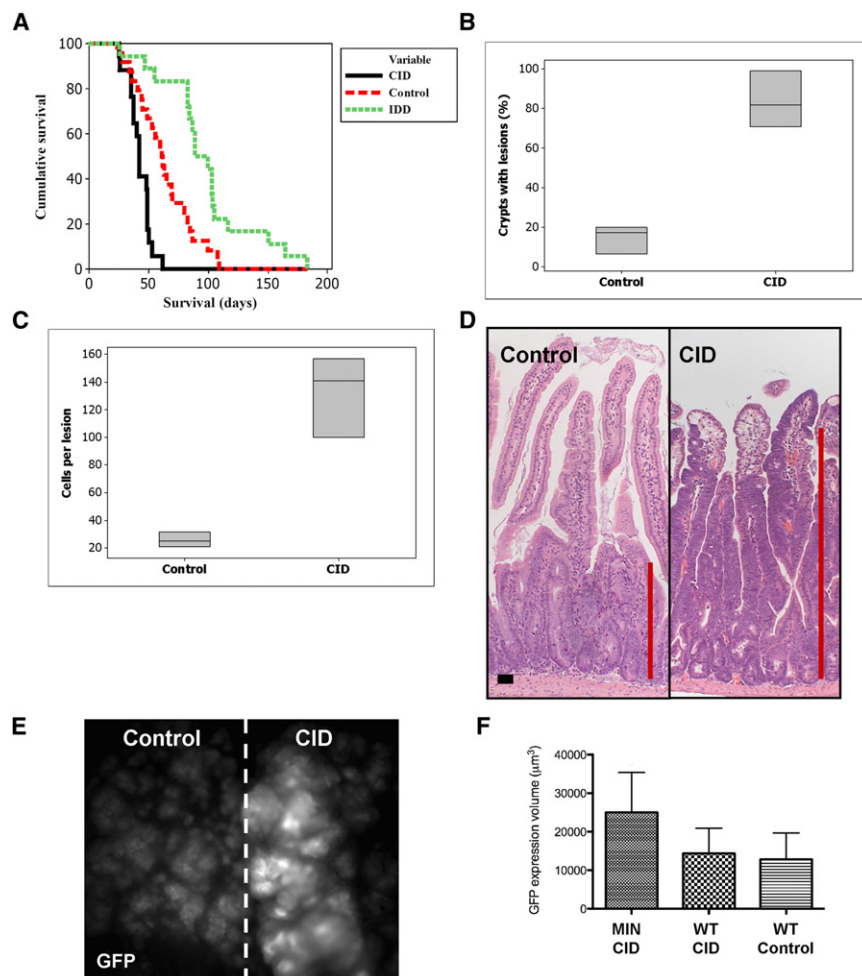 A
100
80
60
40
20
0
Cumulative survival
0 50 100 150 200
Survival (days)
Variable
CID
Control
IDD
B
100
80
60
40
20
0
Crypts with lesions (%)
Control CID
C
160
140
120
100
80
60
40
20
Cells per lesion
Control CID
D
Control CID
E
Control CID
GFP
F
40000
30000
20000
10000
0
GFP expression volume (μm³)
MIN WT WT
CID CID Control